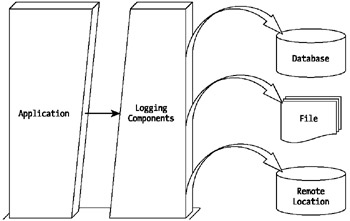 Application
Logging
Components
Database
File
Remote
Location